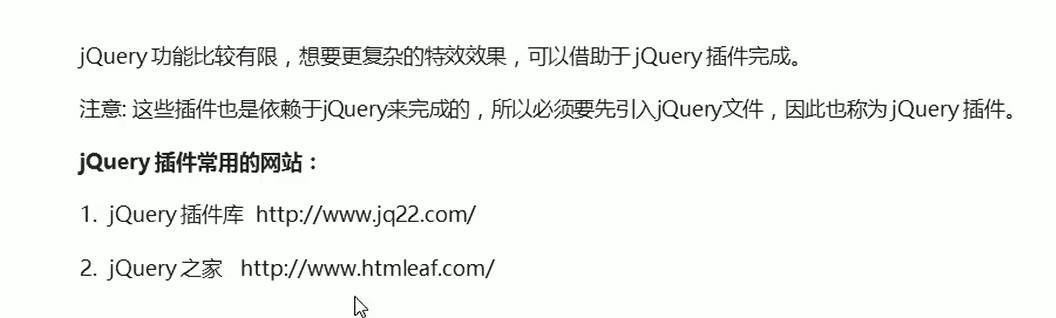 jQuery 功能比较有限，想要更复杂的特效效果，可以借助于 jQuery 插件完成。
注意: 这些插件也是依赖于jQuery来完成的，所以必须要先引入jQuery文件，因此也称为 jQuery 插件。
jQuery 插件常用的网站：
1. jQuery 插件库 http://www.jq22.com/
2. jQuery 之家 http://www.htmleaf.com/